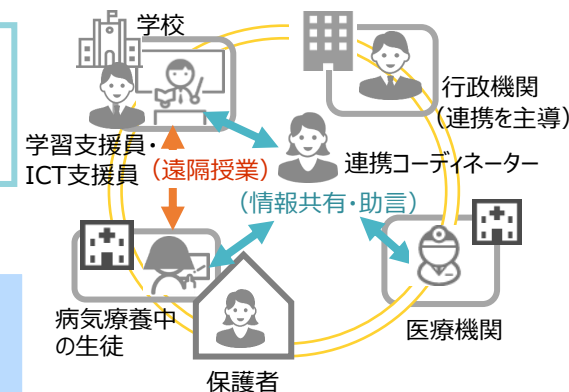 学校
行政機関
（連携を主導）
学習支援員・
ICT支援員
（遠隔授業）
連携コーディネーター
（情報共有・助言）
病気療養中
の生徒
医療機関
保護者